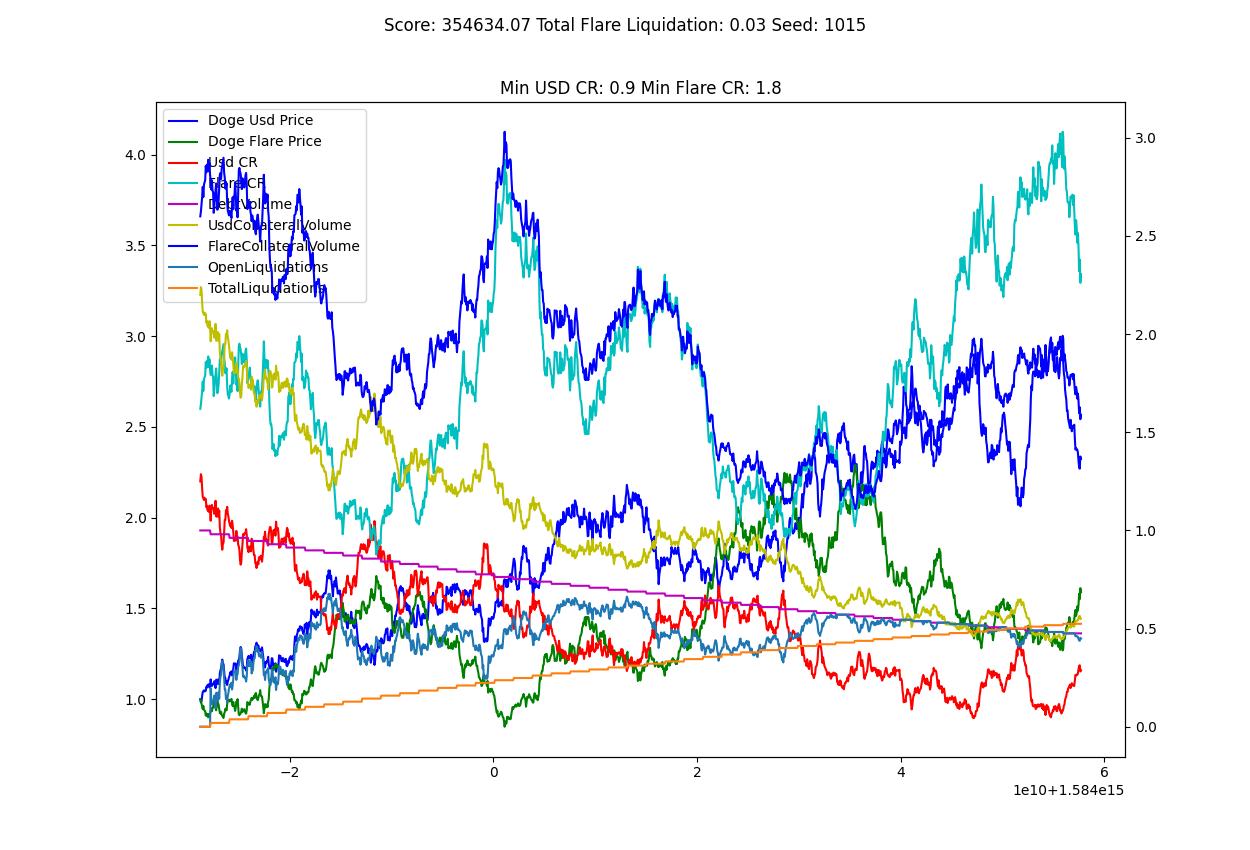 Score: 354634.07 Total Flare Liquidation: 0.03 Seed: 1015
Min USD CR: 0.9 Min Flare CR: 1.8
Doge Usd Price
Doge Flare Price
Usd CR
Flare CR
DebtVolume
UsdCollateralVolume
FlareCollateralVolume
OpenLiquidations
TotalLiquidations
4.0
3.5
3.0
2.5
2.0
1.5
1.0
3.0
2.5
2.0
1.5
1.0
0.5
0.0
−2
0
2
4
6
1e10+1.584e15